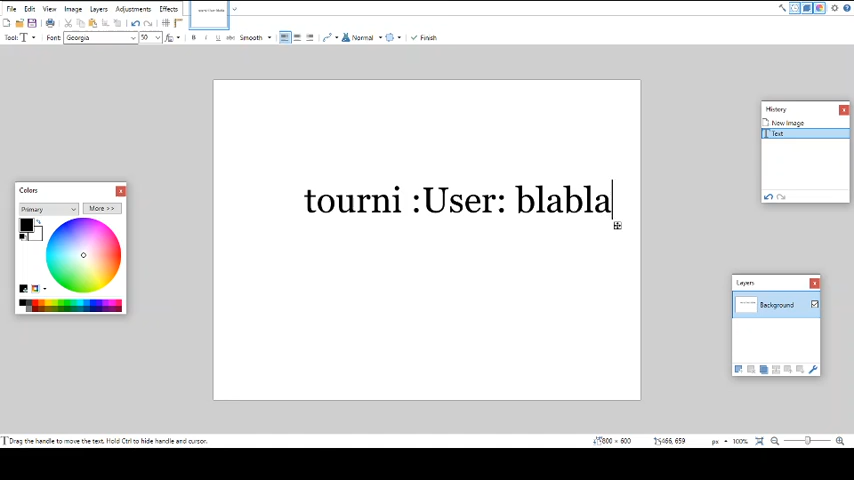 File Edit View Image Layers Adjustments Effects
Tool: T Font: Georgia 50 B I U Smooth Normal Finish
History
New Image
Text
tourni :User: blabla
Colors
Primary More >>
Layers
Background
Drag the handle to move the text. Hold Ctrl to hide handle and cursor. 800 × 600 466, 659 px 100%